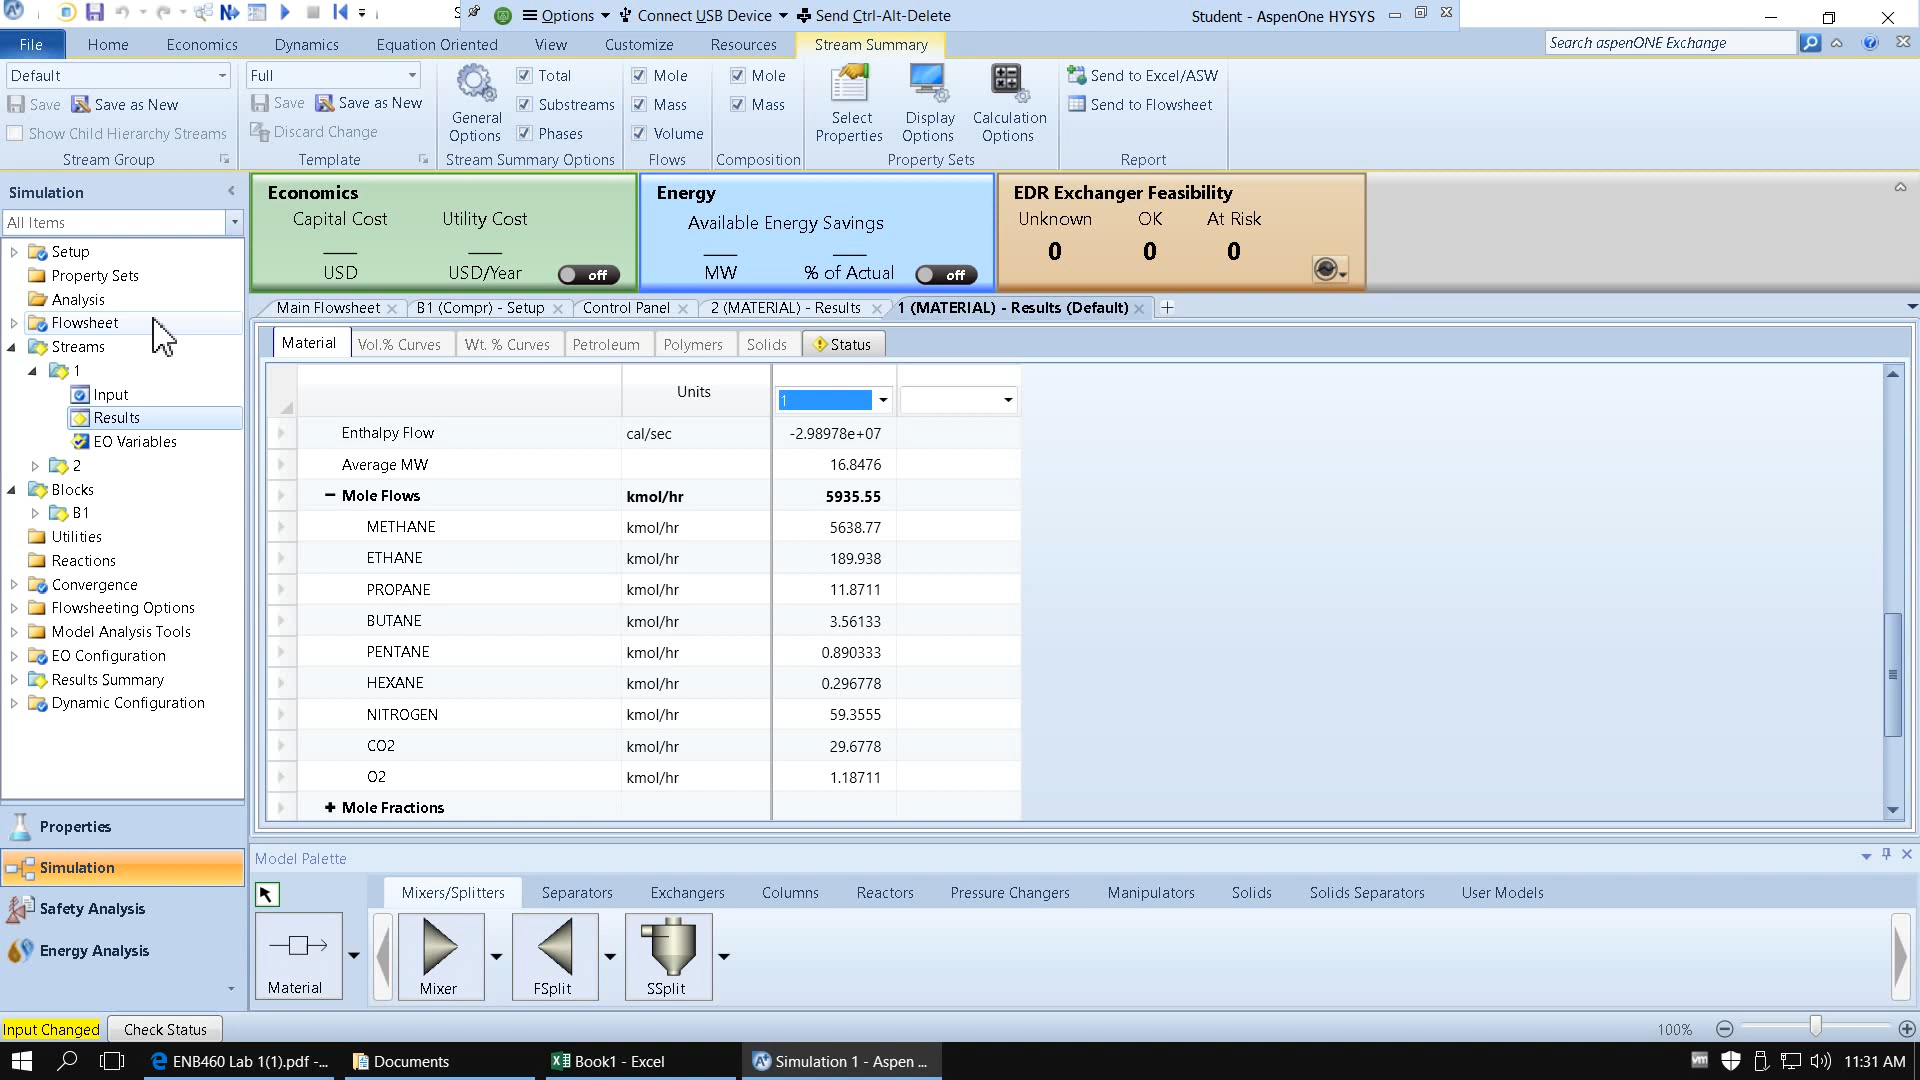 Options
Connect USB Device
Send Ctrl-Alt-Delete
Student - AspenOne HYSYS
File
Home
Economics
Dynamics
Equation Oriented
View
Customize
Resources
Stream Summary
Search aspenONE Exchange
Default
Save
Save as New
Show Child Hierarchy Streams
Stream Group
Full
Save
Save as New
Discard Change
Template
General Options
Total
Substreams
Phases
Stream Summary Options
Mole
Mass
Volume
Flows
Mole
Mass
Composition
Select Properties
Display Options
Calculation Options
Property Sets
Send to Excel/ASW
Send to Flowsheet
Report
Simulation
All Items
Setup
Property Sets
Analysis
Flowsheet
Streams
1
Input
Results
EO Variables
2
Blocks
B1
Utilities
Reactions
Convergence
Flowsheeting Options
Model Analysis Tools
EO Configuration
Results Summary
Dynamic Configuration
Properties
Simulation
Safety Analysis
Energy Analysis
Economics
Capital Cost Utility Cost
USD USD/Year off
Energy
Available Energy Savings
MW % of Actual off
EDR Exchanger Feasibility
Unknown OK At Risk
0 0 0
Main Flowsheet
B1 (Compr) - Setup
Control Panel
2 (MATERIAL) - Results
1 (MATERIAL) - Results (Default)
Material
Vol.% Curves
Wt. % Curves
Petroleum
Polymers
Solids
Status
Units 1
Enthalpy Flow cal/sec -2.98978e+07
Average MW 16.8476
Mole Flows kmol/hr 5935.55
METHANE kmol/hr 5638.77
ETHANE kmol/hr 189.938
PROPANE kmol/hr 11.8711
BUTANE kmol/hr 3.56133
PENTANE kmol/hr 0.890333
HEXANE kmol/hr 0.296778
NITROGEN kmol/hr 59.3555
CO2 kmol/hr 29.6778
O2 kmol/hr 1.18711
Mole Fractions
Model Palette
Mixers/Splitters
Separators
Exchangers
Columns
Reactors
Pressure Changers
Manipulators
Solids
Solids Separators
User Models
Material
Mixer
FSplit
SSplit
Input Changed
Check Status
100%
ENB460 Lab 1(1).pdf -...
Documents
Book1 - Excel
Simulation 1 - Aspen ...
11:31 AM